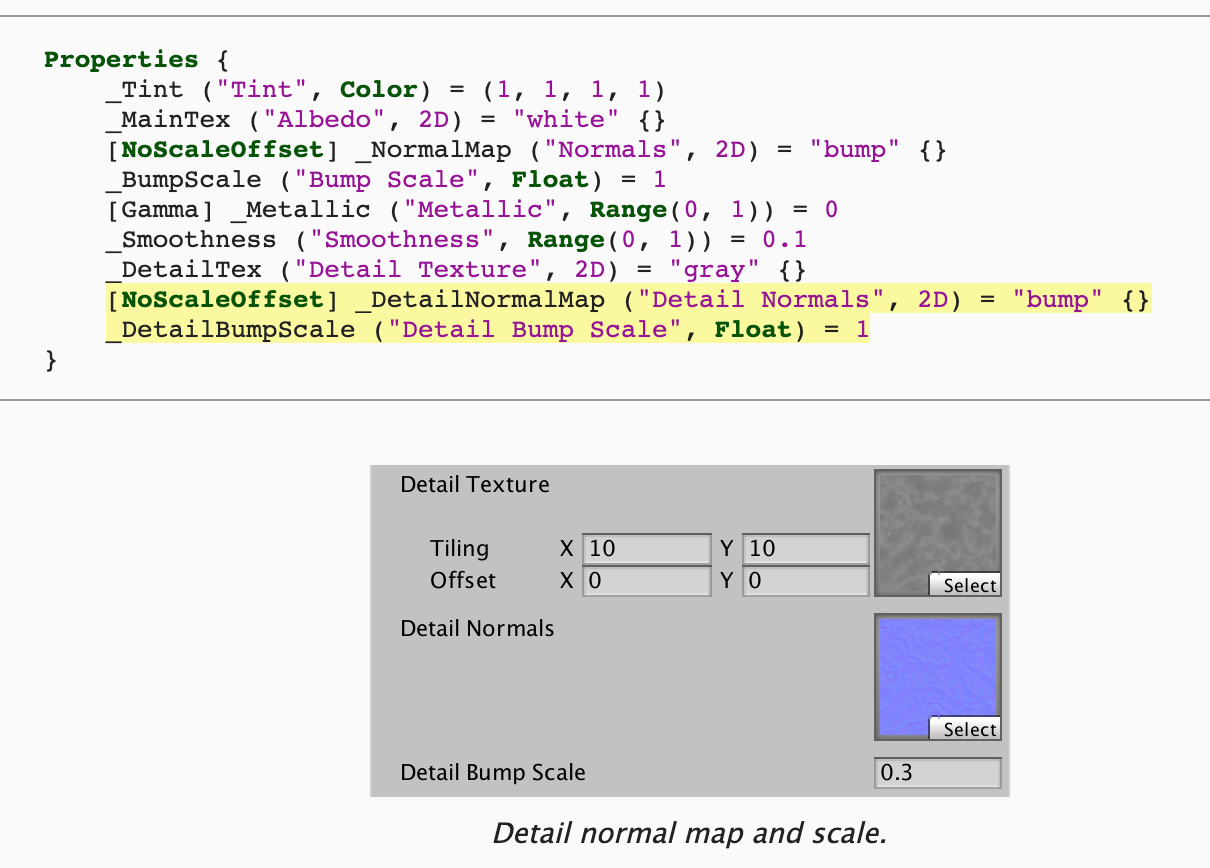 Properties {
_Tint ("Tint", Color) = (1, 1, 1, 1)
_MainTex ("Albedo", 2D) = "white" {}
[NoScaleOffset] _NormalMap ("Normals", 2D) = "bump" {}
_BumpScale ("Bump Scale", Float) = 1
[Gamma] _Metallic ("Metallic", Range(0, 1)) = 0
_Smoothness ("Smoothness", Range(0, 1)) = 0.1
_DetailTex ("Detail Texture", 2D) = "gray" {}
[NoScaleOffset] _DetailNormalMap ("Detail Normals", 2D) = "bump" {}
_DetailBumpScale ("Detail Bump Scale", Float) = 1
}
Detail Texture
Tiling X 10 Y 10
Offset X 0 Y 0
Select
Detail Normals
Select
Detail Bump Scale 0.3
Detail normal map and scale.